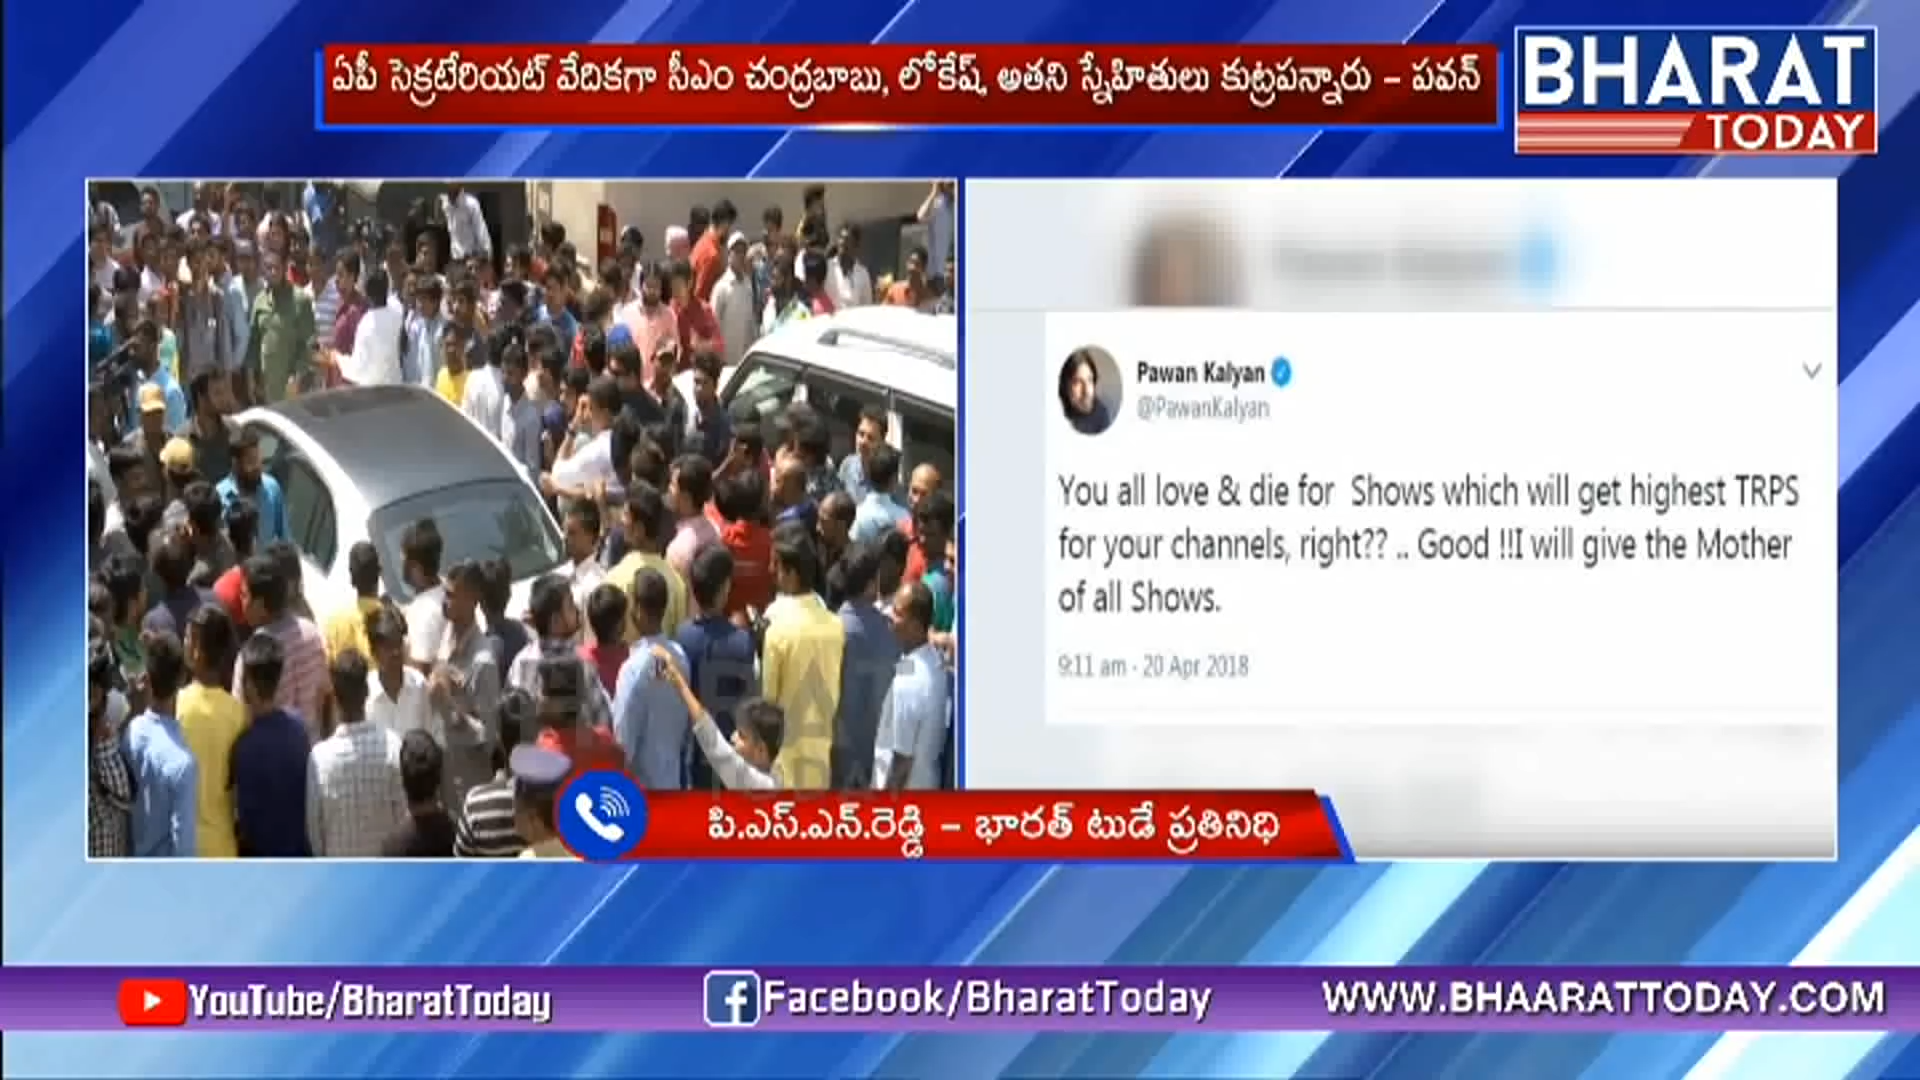 ఏపీ సెక్రటేరియట్ వేదికగా సీఎం చంద్రబాబు, లోకేష్, అతని స్నేహితులు కుట్రపన్నారు – పవన్
BHARAT
TODAY
Pawan Kalyan
@PawanKalyan
You all love & die for Shows which will get highest TRPS
for your channels, right?? .. Good !!I will give the Mother
of all Shows.
9:11 am - 20 Apr 2018
పి.ఎస్.ఎన్.రెడ్డి – భారత్ టుడే ప్రతినిధి
YouTube/BharatToday
Facebook/BharatToday
WWW.BHAARATTODAY.COM